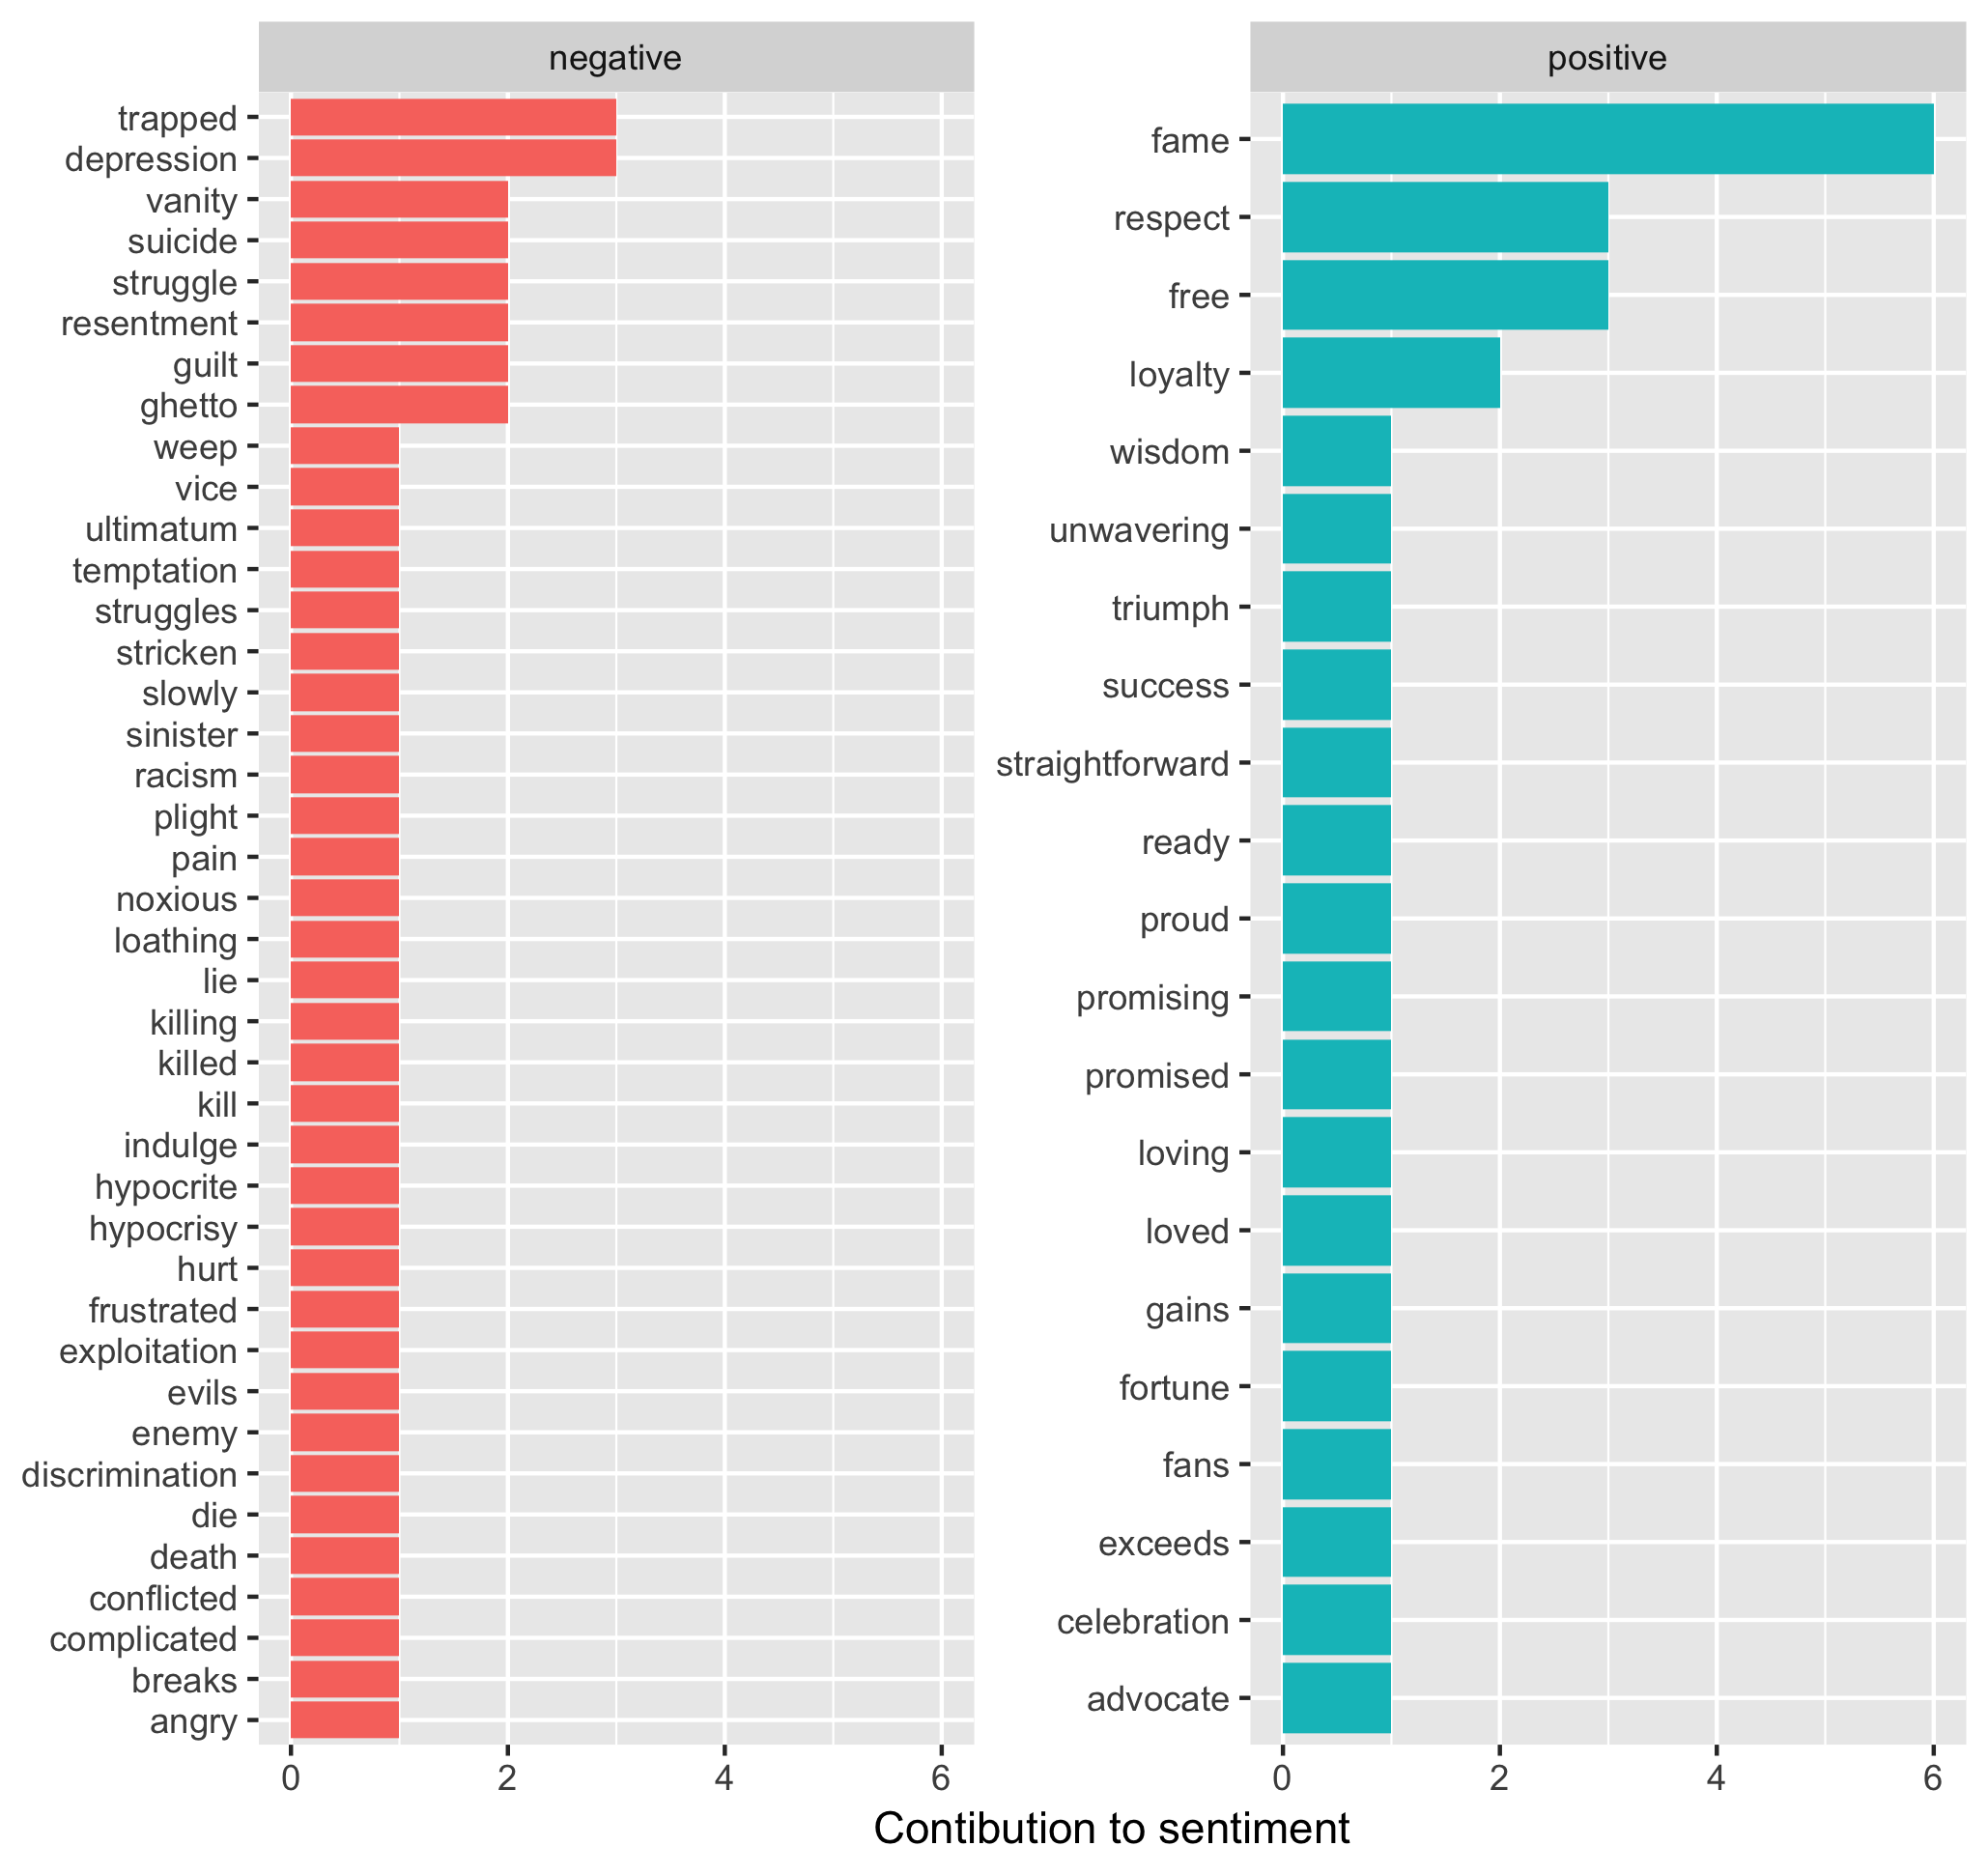 negative
trapped
depression
vanity
suicide
struggle
resentment
guilt
ghetto
weep
vice
ultimatum
temptation
struggles
stricken
slowly
sinister
racism
plight
pain
noxious
loathing
lie
killing
killed
kill
indulge
hypocrite
hypocrisy
hurt
frustrated
exploitation
evils
enemy
discrimination
die
death
conflicted
complicated
breaks
angry
0 2 4 6
positive
fame
respect
free
loyalty
wisdom
unwavering
triumph
success
straightforward
ready
proud
promising
promised
loving
loved
gains
fortune
fans
exceeds
celebration
advocate
0 2 4 6
Contibution to sentiment